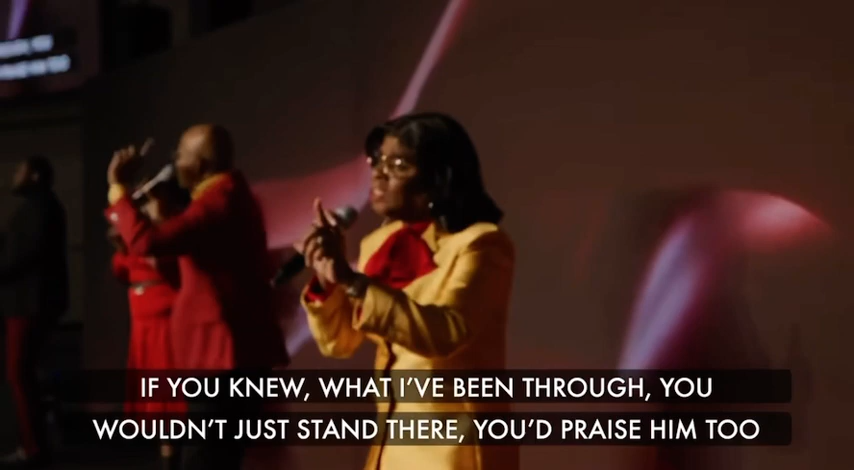 IF YOU KNEW, WHAT I'VE BEEN THROUGH, YOU
WOULDN'T JUST STAND THERE, YOU'D PRAISE HIM TOO